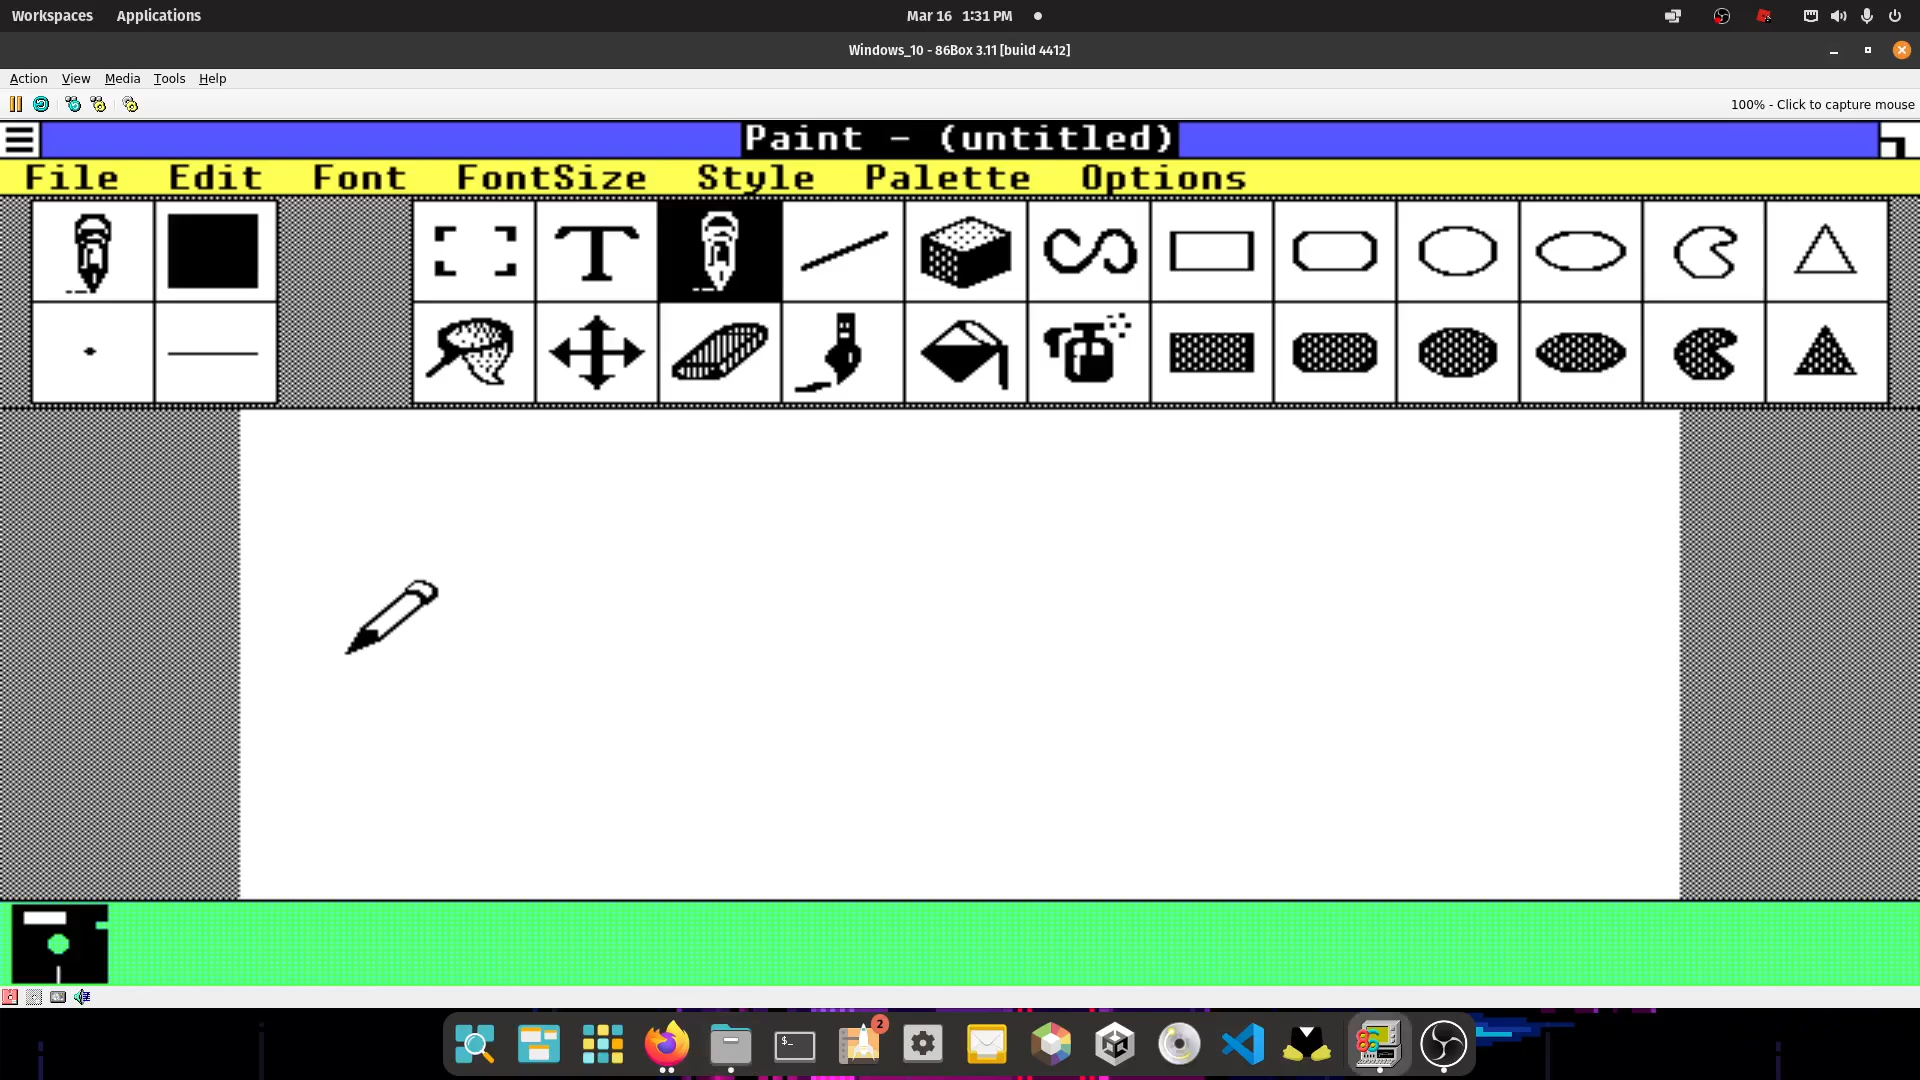 Workspaces Applications Mar 16 1:31 PM
Windows_10 - 86Box 3.11 [build 4412]
Action View Media Tools Help
100% - Click to capture mouse
Paint - (untitled)
File Edit Font FontSize Style Palette Options
T
2
$_